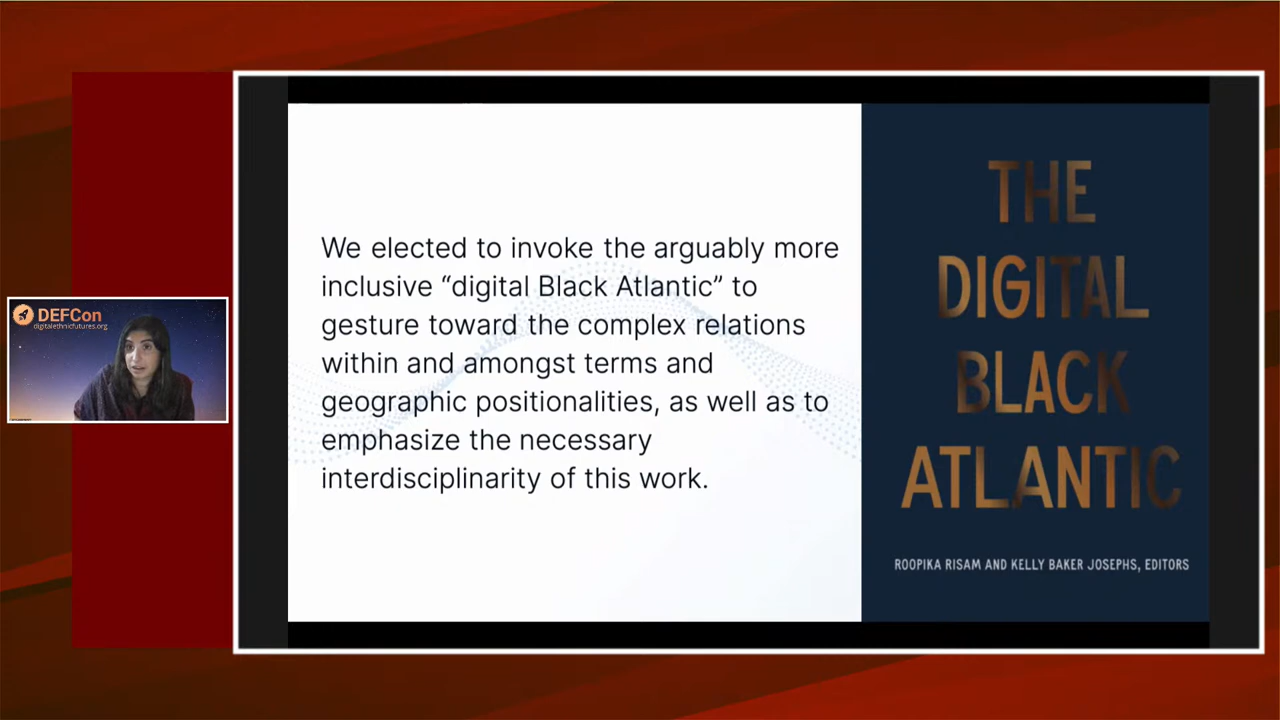 DEFCon
digitalethnicfutures.org
We elected to invoke the arguably more
inclusive “digital Black Atlantic” to
gesture toward the complex relations
within and amongst terms and
geographic positionalities, as well as to
emphasize the necessary
interdisciplinarity of this work.
THE
DIGITAL
BLACK
ATLANTIC
ROOPIKA RISAM AND KELLY BAKER JOSEPHS, EDITORS